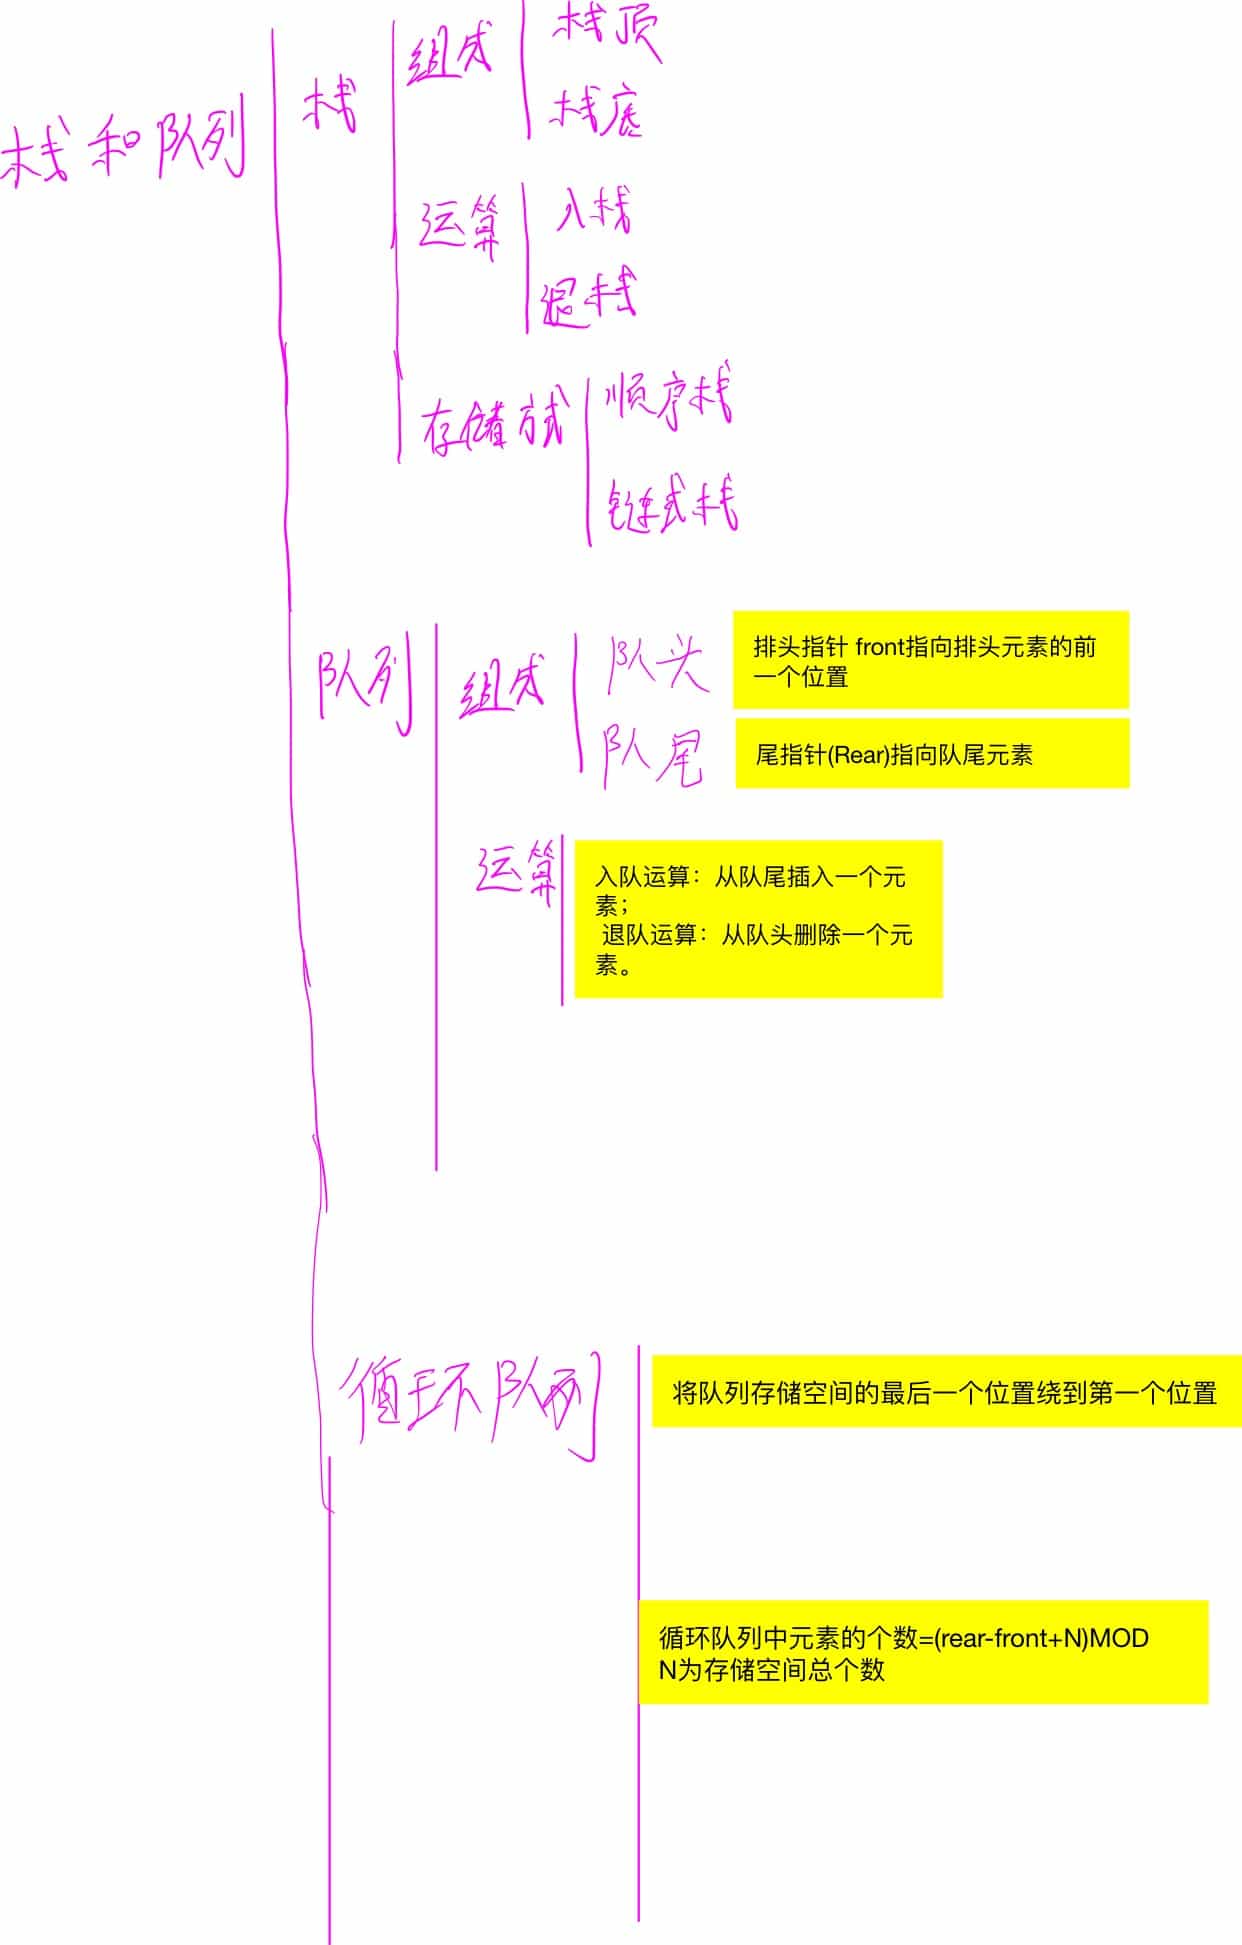 栈和队列
栈
组成
栈顶
栈底
运算
入栈
退栈
存储方式
顺序栈
链式栈
队列
组成
队头
排头指针 front指向排头元素的前
一个位置
队尾
尾指针(Rear)指向队尾元素
运算
入队运算：从队尾插入一个元
素；
退队运算：从队头删除一个元
素。
循环队列
将队列存储空间的最后一个位置绕到第一个位置
循环队列中元素的个数=(rear-front+N)MOD
N为存储空间总个数